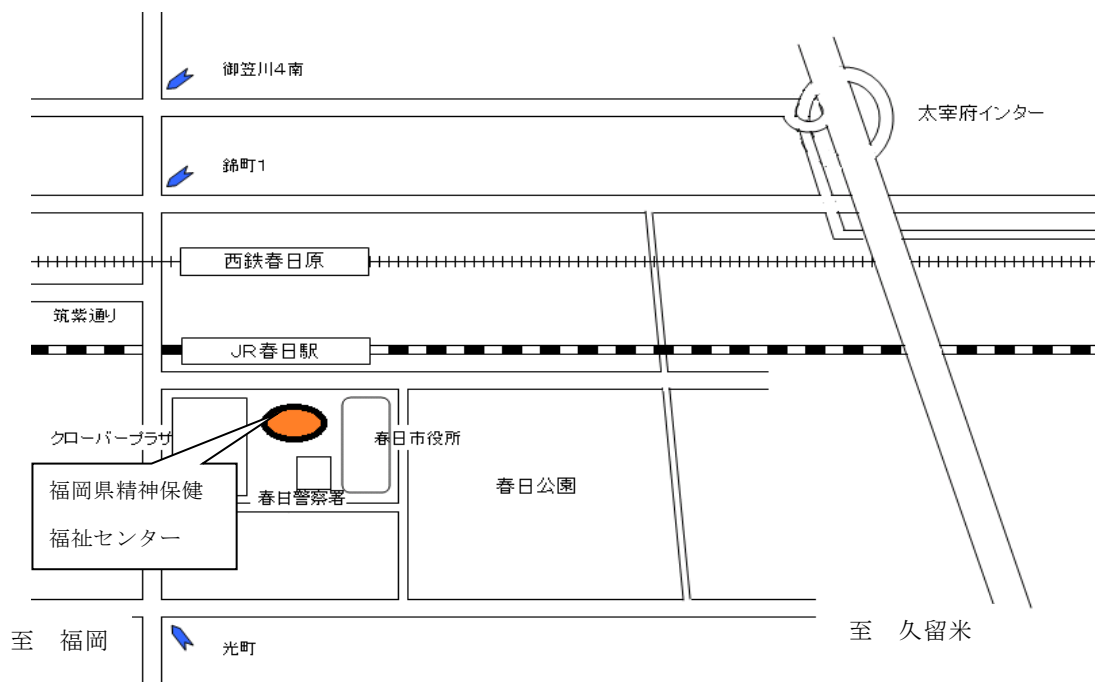 御笠川4南
太宰府インター
錦町1
西鉄春日原
筑紫通り
JR春日駅
クローバープラザ
春日市役所
福岡県精神保健
福祉センター
春日警察署
春日公園
至 福岡
光町
至 久留米